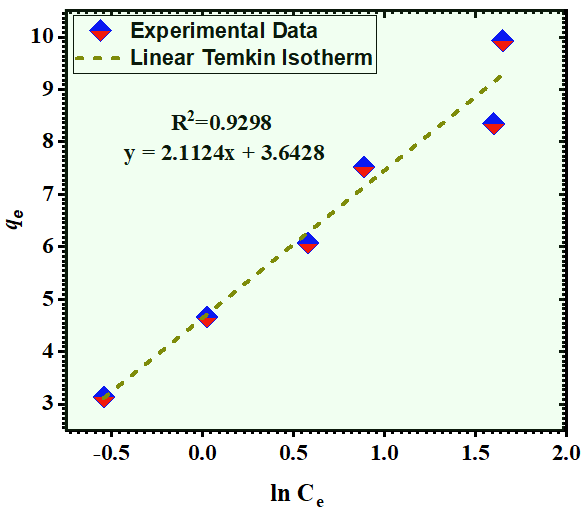 Experimental Data
Linear Temkin Isotherm
R²=0.9298
y = 2.1124x + 3.6428
10
9
8
7
6
5
4
3
qₑ
-0.5 0.0 0.5 1.0 1.5 2.0
ln Cₑ